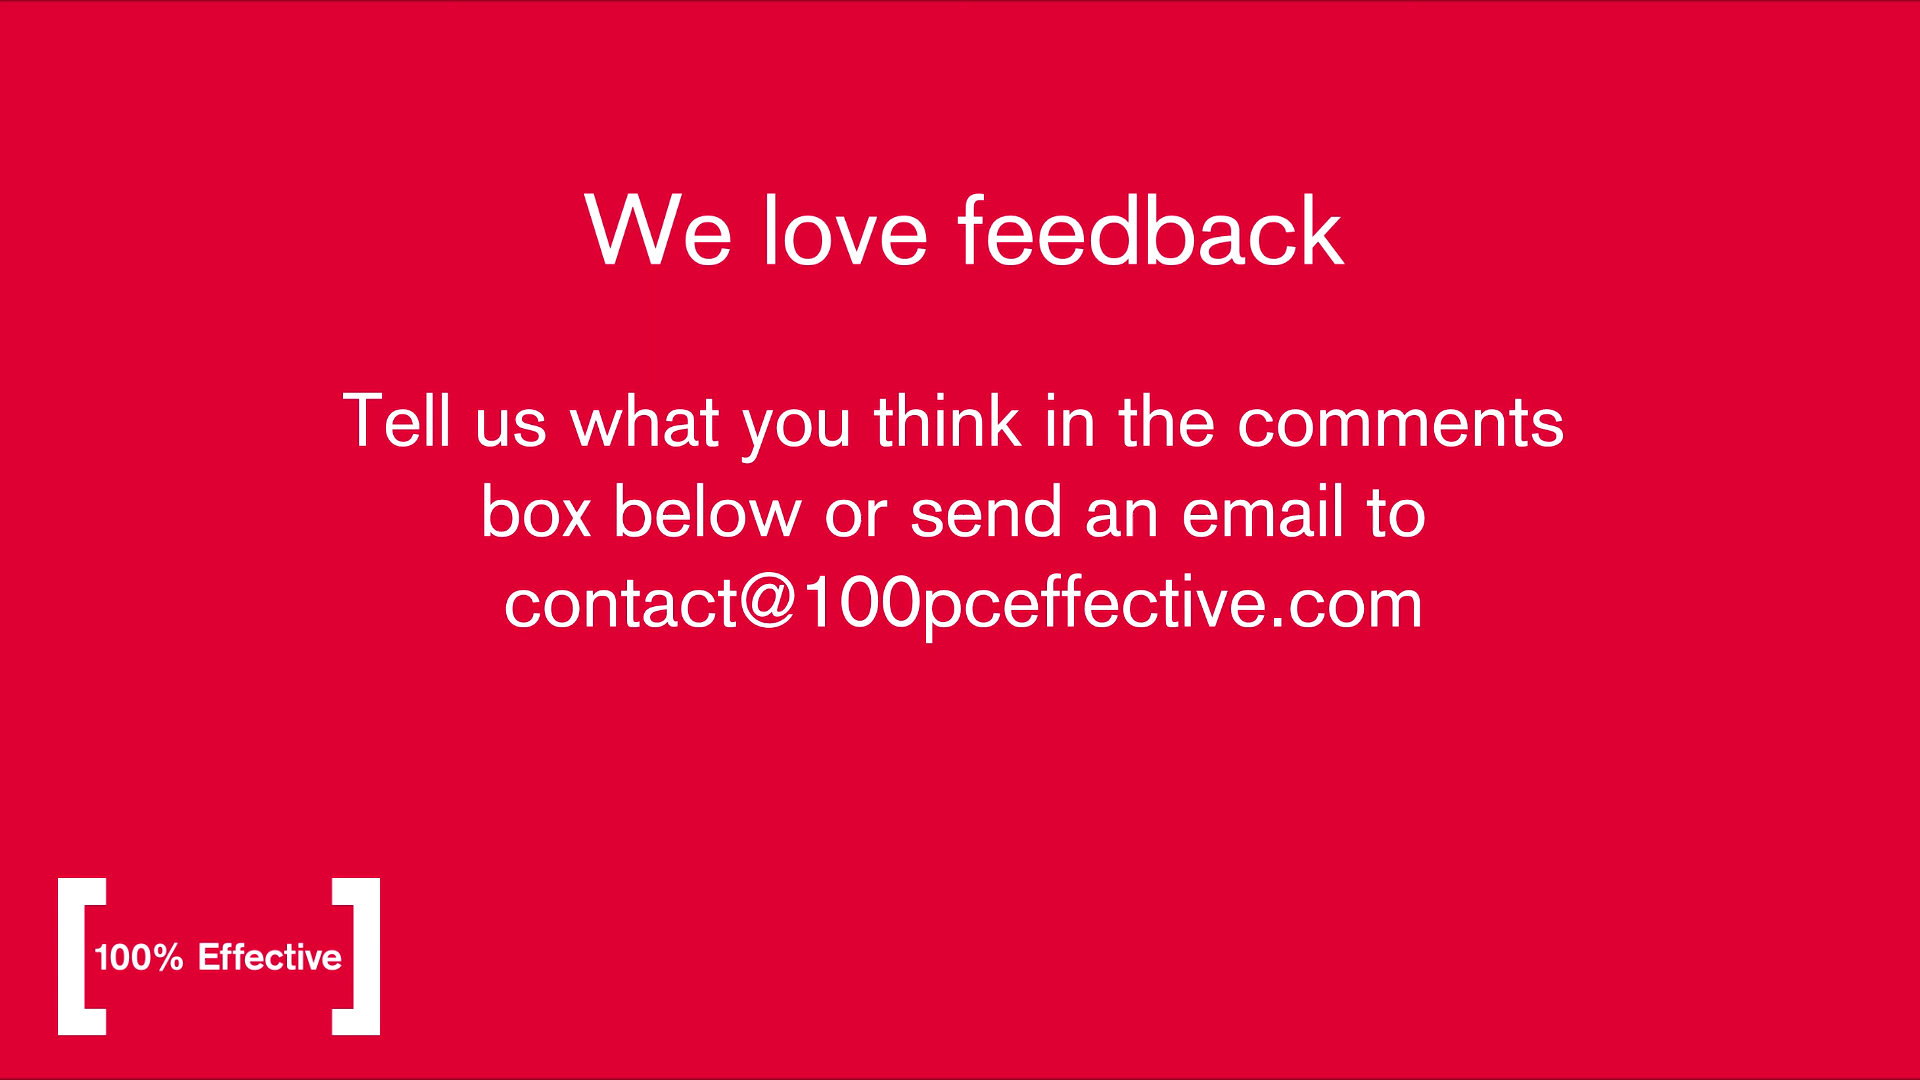 We love feedback
Tell us what you think in the comments
box below or send an email to
contact@100pceffective.com
100% Effective